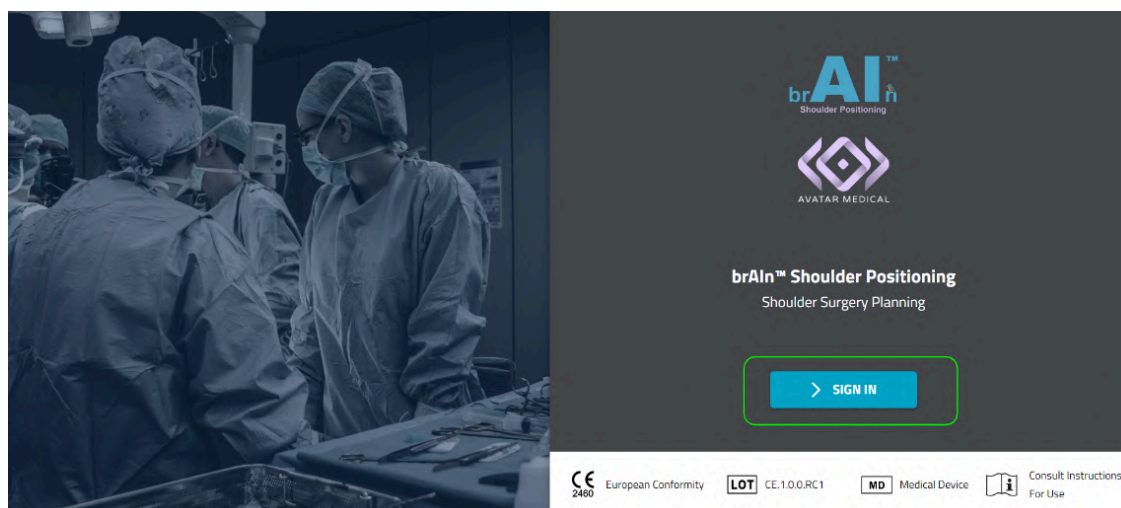 brAIn™
Shoulder Positioning
AVATAR MEDICAL
brAIn™ Shoulder Positioning
Shoulder Surgery Planning
SIGN IN
CE
2460
European Conformity
LOT
CE.1.0.0.RC1
MD
Medical Device
i
Consult Instructions
For Use